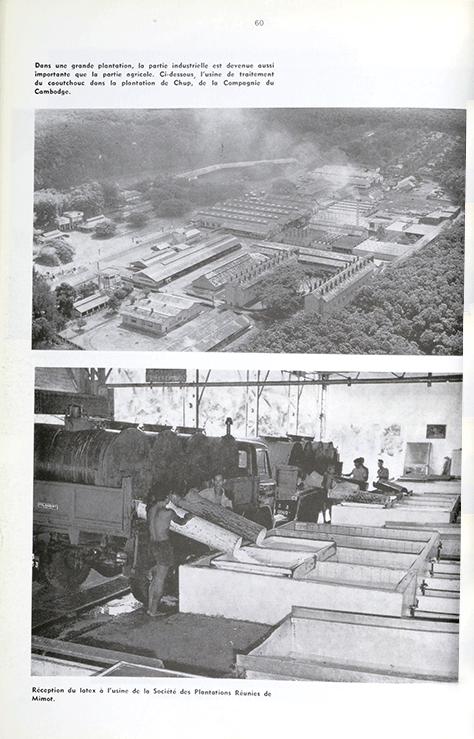 60
Dans une grande plantation, la partie industrielle est devenue aussi
importante que la partie agricole. Ci-dessous, l'usine de traitement
du caoutchouc dans la plantation de Chup, de la Compagnie du
Cambodge.
Réception du latex à l'usine de la Société des Plantations Réunies de
Mimot.